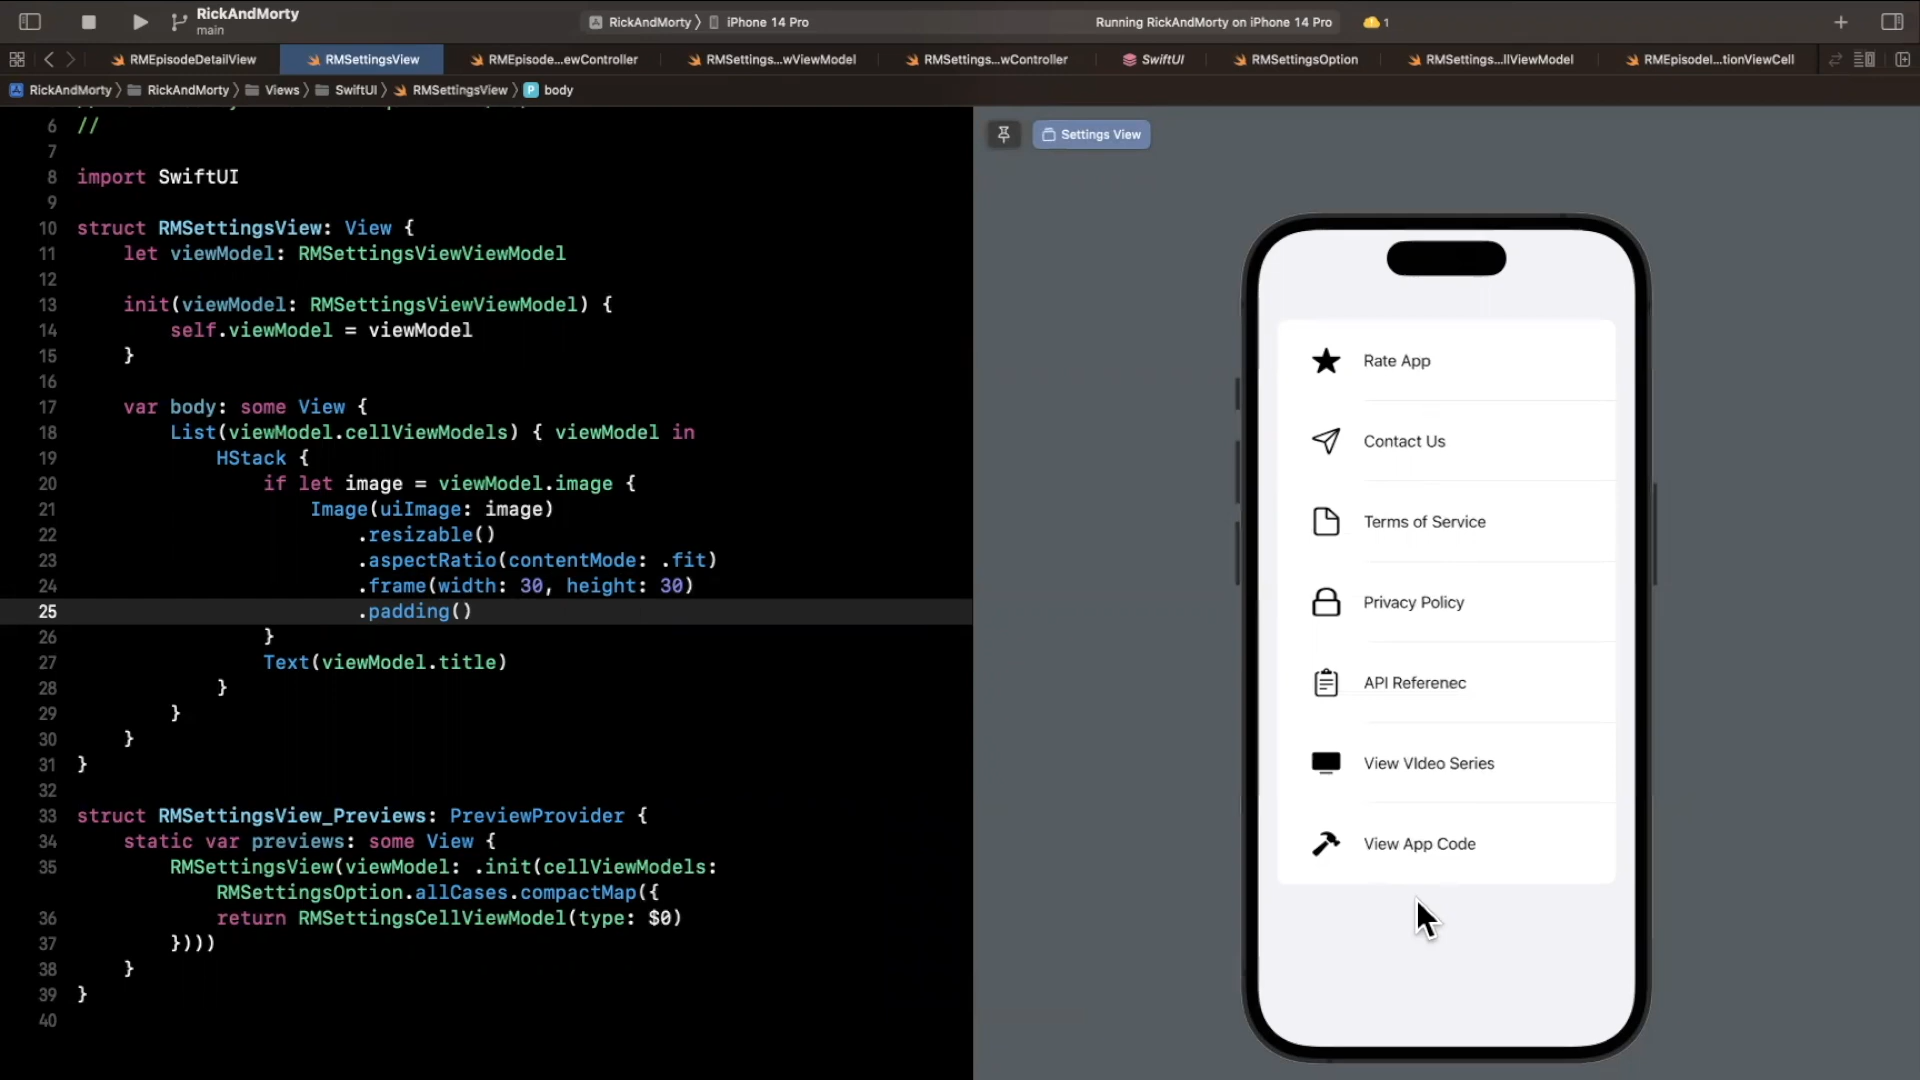 RickAndMorty
main
RickAndMorty
iPhone 14 Pro
Running RickAndMorty on iPhone 14 Pro
1
RMEpisodeDetailView
RMSettingsView
RMEpisode...ewController
RMSettings...wViewModel
RMSettings...wController
SwiftUI
RMSettingsOption
RMSettings...llViewModel
RMEpisodeI...tionViewCell
RickAndMorty
RickAndMorty
Views
SwiftUI
RMSettingsView
P body
6 //
7
8 import SwiftUI
9
10 struct RMSettingsView: View {
11 let viewModel: RMSettingsViewViewModel
12
13 init(viewModel: RMSettingsViewViewModel) {
14 self.viewModel = viewModel
15 }
16
17 var body: some View {
18 List(viewModel.cellViewModels) { viewModel in
19 HStack {
20 if let image = viewModel.image {
21 Image(uiImage: image)
22 .resizable()
23 .aspectRatio(contentMode: .fit)
24 .frame(width: 30, height: 30)
25 .padding()
26 }
27 Text(viewModel.title)
28 }
29 }
30 }
31 }
32
33 struct RMSettingsView_Previews: PreviewProvider {
34 static var previews: some View {
35 RMSettingsView(viewModel: .init(cellViewModels:
RMSettingsOption.allCases.compactMap({
36 return RMSettingsCellViewModel(type: $0)
37 })))
38 }
39 }
40
Settings View
Rate App
Contact Us
Terms of Service
Privacy Policy
API Referenec
View VIdeo Series
View App Code